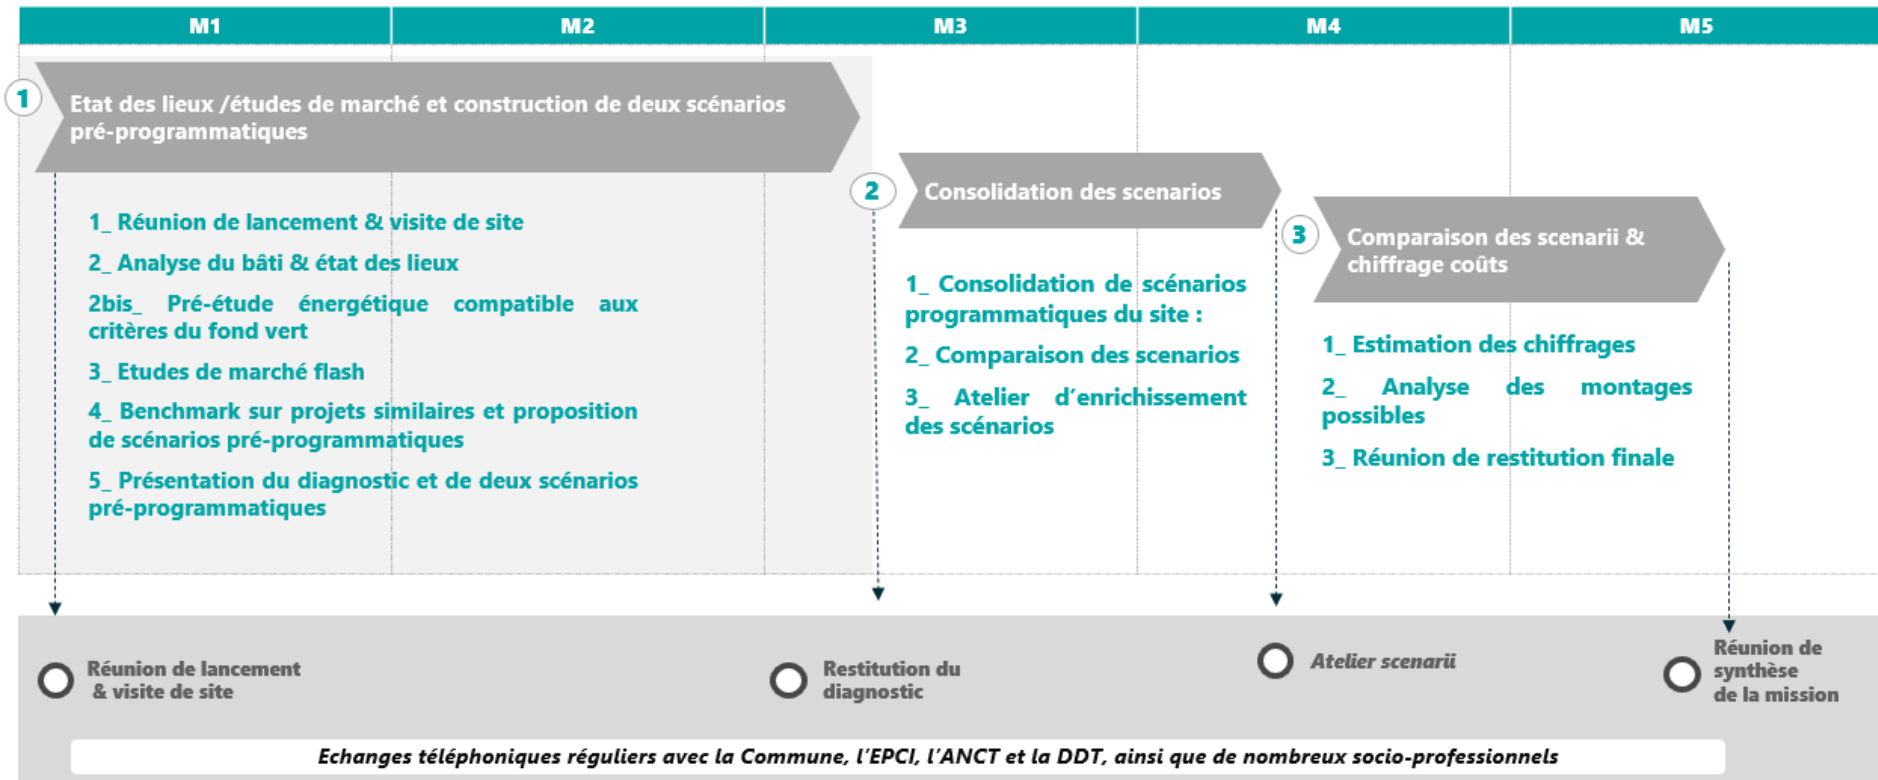 M1
M2
M3
M4
M5
1
Etat des lieux /études de marché et construction de deux scénarios
pré-programmatiques
1_ Réunion de lancement & visite de site
2_ Analyse du bâti & état des lieux
2bis_ Pré-étude énergétique compatible aux
critères du fond vert
3_ Etudes de marché flash
4_ Benchmark sur projets similaires et proposition
de scénarios pré-programmatiques
5_ Présentation du diagnostic et de deux scénarios
pré-programmatiques
2
Consolidation des scenarios
1_ Consolidation de scénarios
programmatiques du site :
2_ Comparaison des scenarios
3_ Atelier d’enrichissement
des scénarios
3
Comparaison des scenarii &
chiffrage coûts
1_ Estimation des chiffrages
2_ Analyse des montages
possibles
3_ Réunion de restitution finale
Réunion de lancement
& visite de site
Restitution du
diagnostic
Atelier scenarii
Réunion de
synthèse
de la mission
Echanges téléphoniques réguliers avec la Commune, l’EPCI, l’ANCT et la DDT, ainsi que de nombreux socio-professionnels